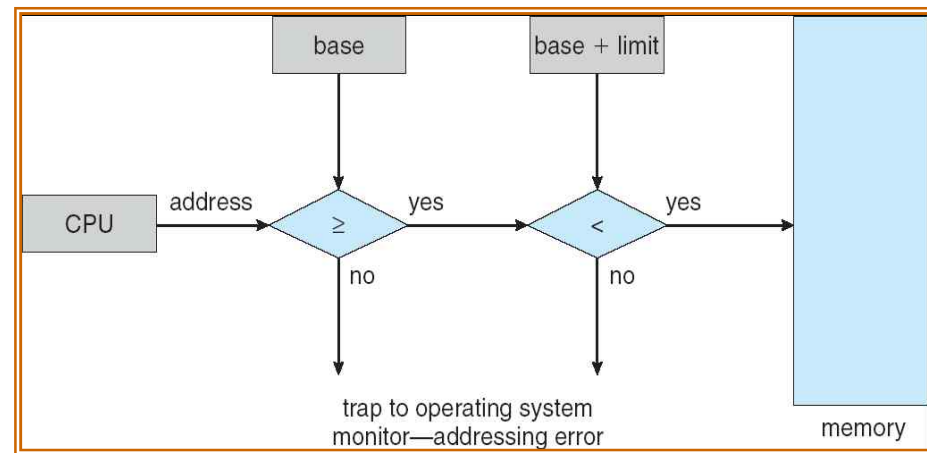 base
base + limit
CPU
address
≥
yes
<
yes
no
no
trap to operating system
monitor—addressing error
memory